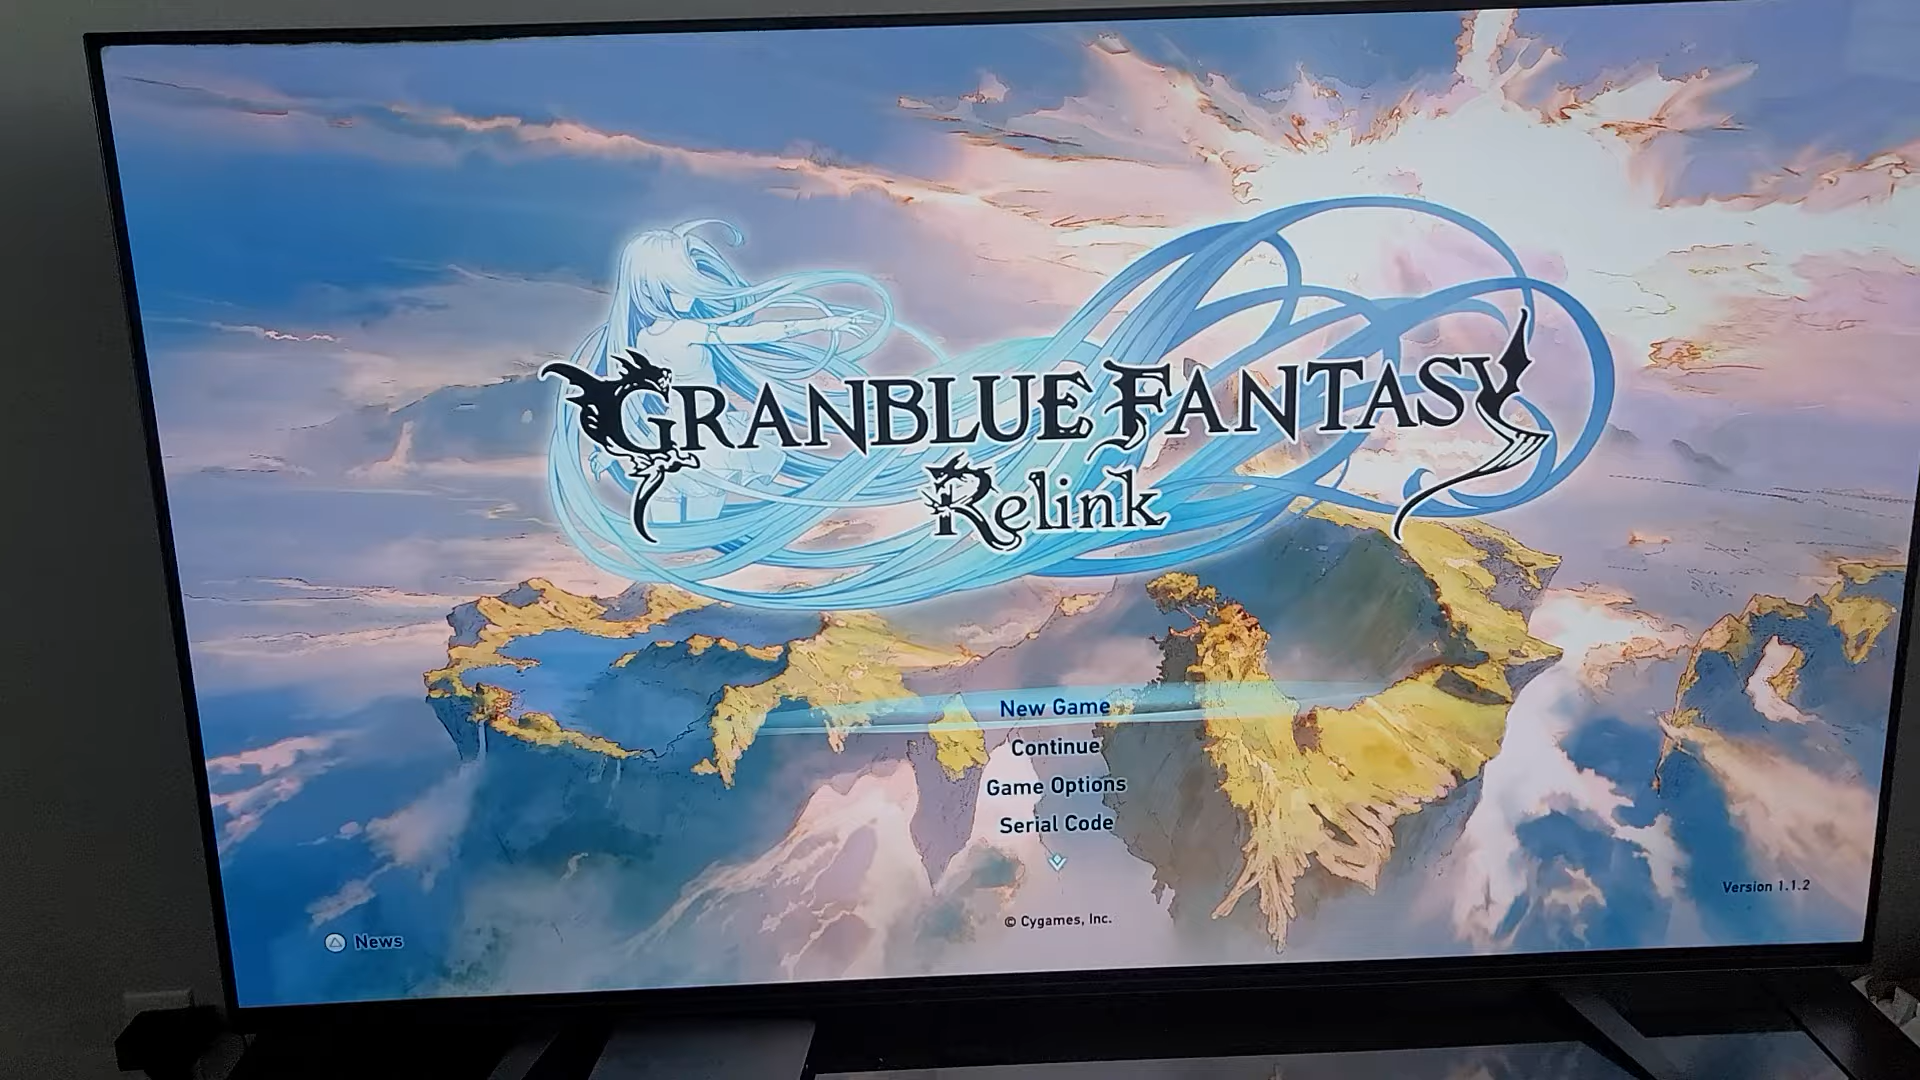 GRANBLUE FANTASY
Relink
New Game
Continue
Game Options
Serial Code
Version 1.1.2
© Cygames, Inc.
News